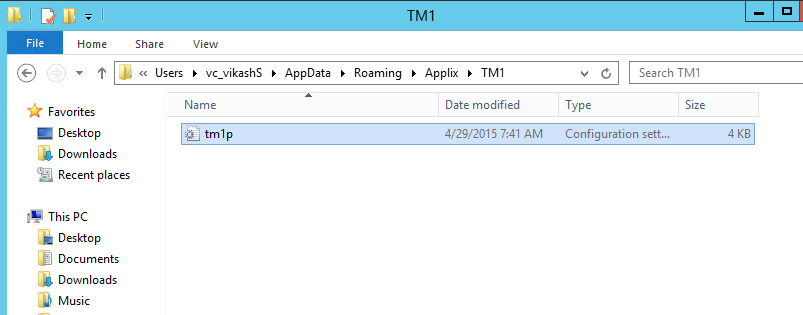 TM1
File Home Share View
« Users › vc_vikashS › AppData › Roaming › Applix › TM1
Search TM1
Favorites
Desktop
Downloads
Recent places
This PC
Desktop
Documents
Downloads
Music
Name Date modified Type Size
tm1p 4/29/2015 7:41 AM Configuration sett... 4 KB